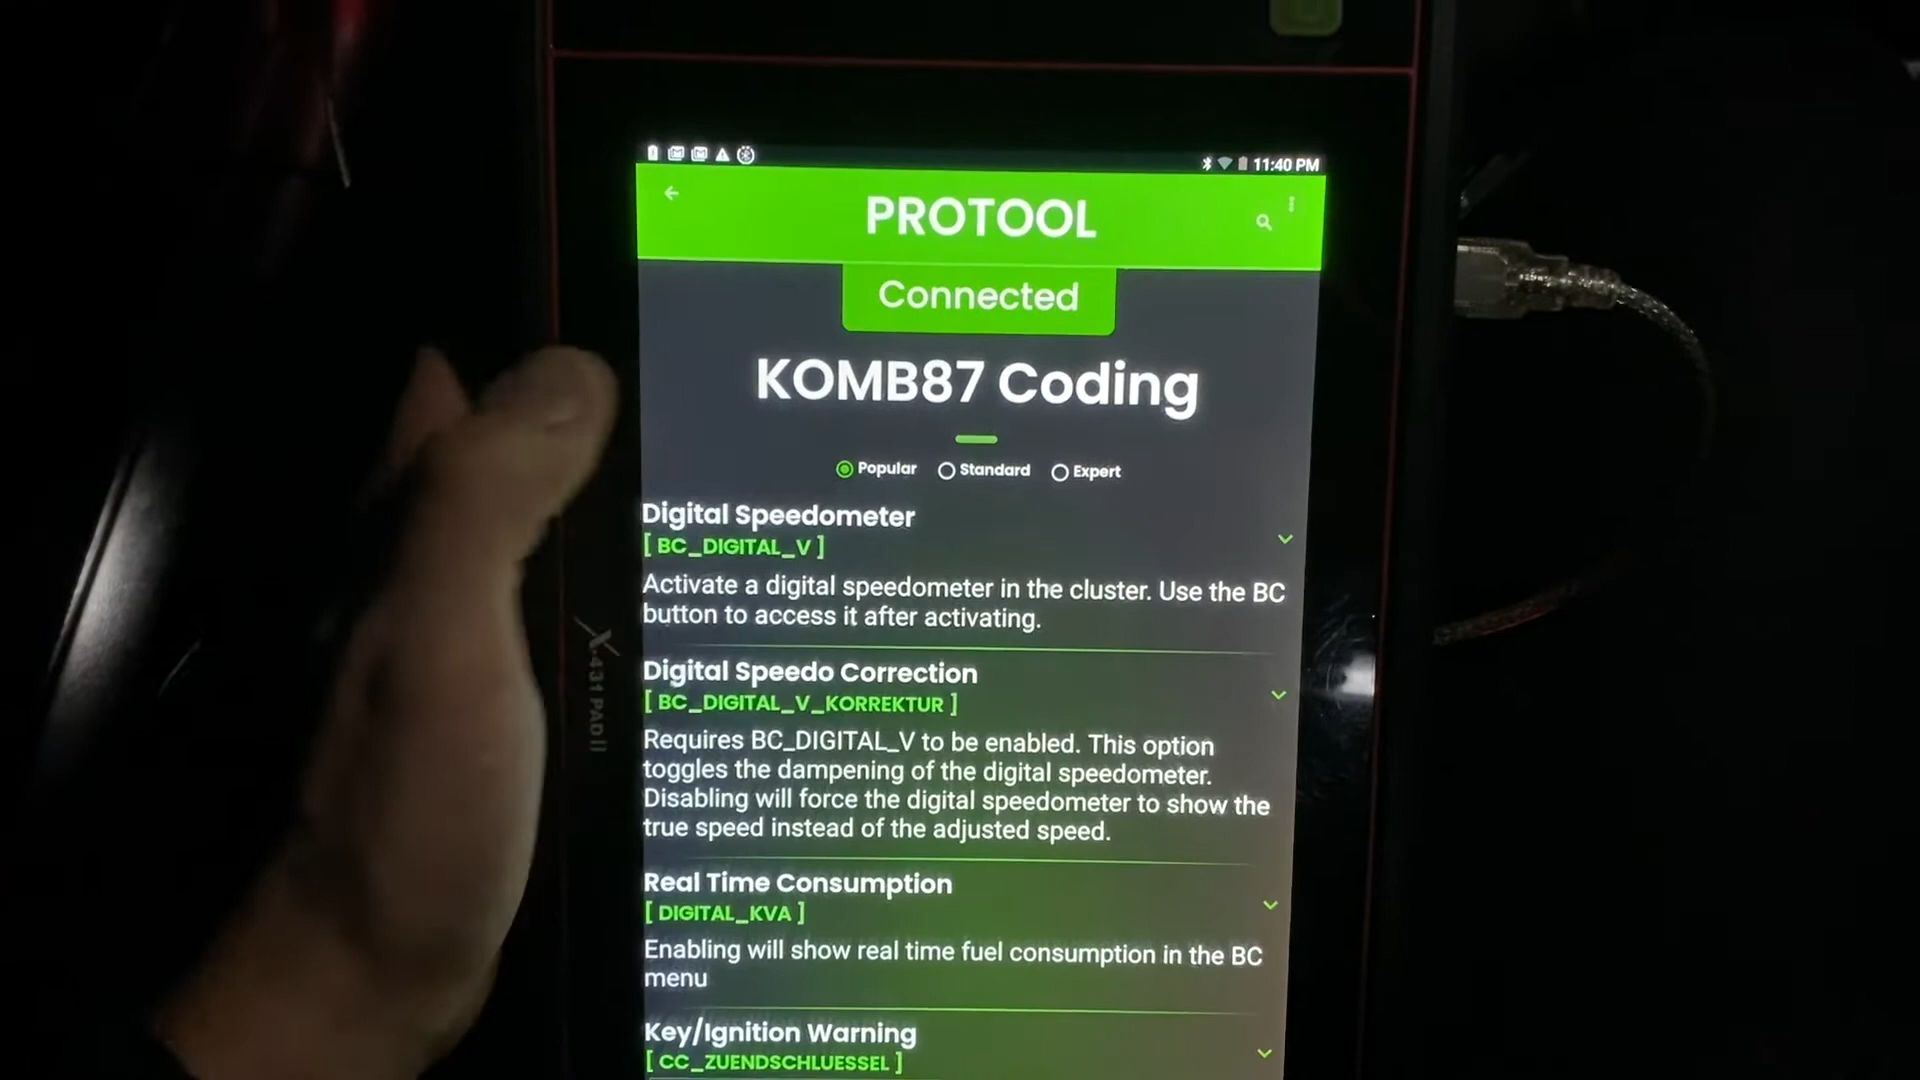 11:40 PM
PROTOOL
Connected
KOMB87 Coding
Popular Standard Expert
Digital Speedometer
[ BC_DIGITAL_V ]
Activate a digital speedometer in the cluster. Use the BC
button to access it after activating.
Digital Speedo Correction
[ BC_DIGITAL_V_KORREKTUR ]
Requires BC_DIGITAL_V to be enabled. This option
toggles the dampening of the digital speedometer.
Disabling will force the digital speedometer to show the
true speed instead of the adjusted speed.
Real Time Consumption
[ DIGITAL_KVA ]
Enabling will show real time fuel consumption in the BC
menu
Key/Ignition Warning
[ CC_ZUENDSCHLUESSEL ]
X-431 PADII